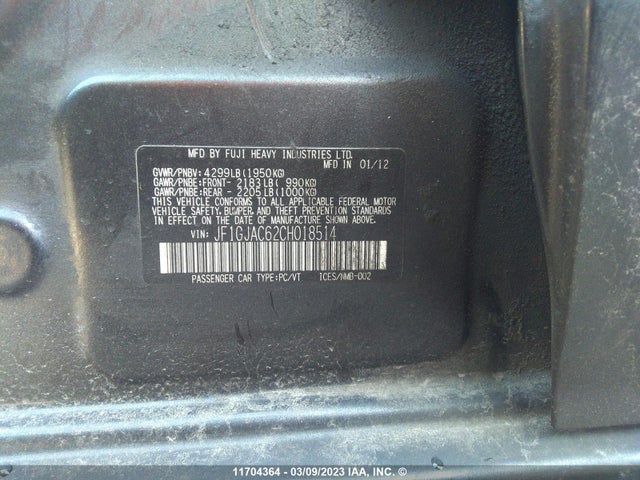 MFD BY FUJI HEAVY INDUSTRIES LTD.
MFD IN 01/12
GVWR/PNBV: 4299LB(1950KG)
GAWR/PNBE:FRONT- 2183LB( 990KG)
GAWR/PNBE:REAR - 2205LB(1000KG)
THIS VEHICLE CONFORMS TO ALL APPLICABLE FEDERAL MOTOR
VEHICLE SAFETY, BUMPER, AND THEFT PREVENTION STANDARDS
IN EFFECT ON THE DATE OF MANUFACTURE SHOWN ABOVE.
VIN: JF1GJAC62CH018514
PASSENGER CAR TYPE:PC/VT ICES/NMB-002
11704364 - 03/09/2023 IAA, INC. ©